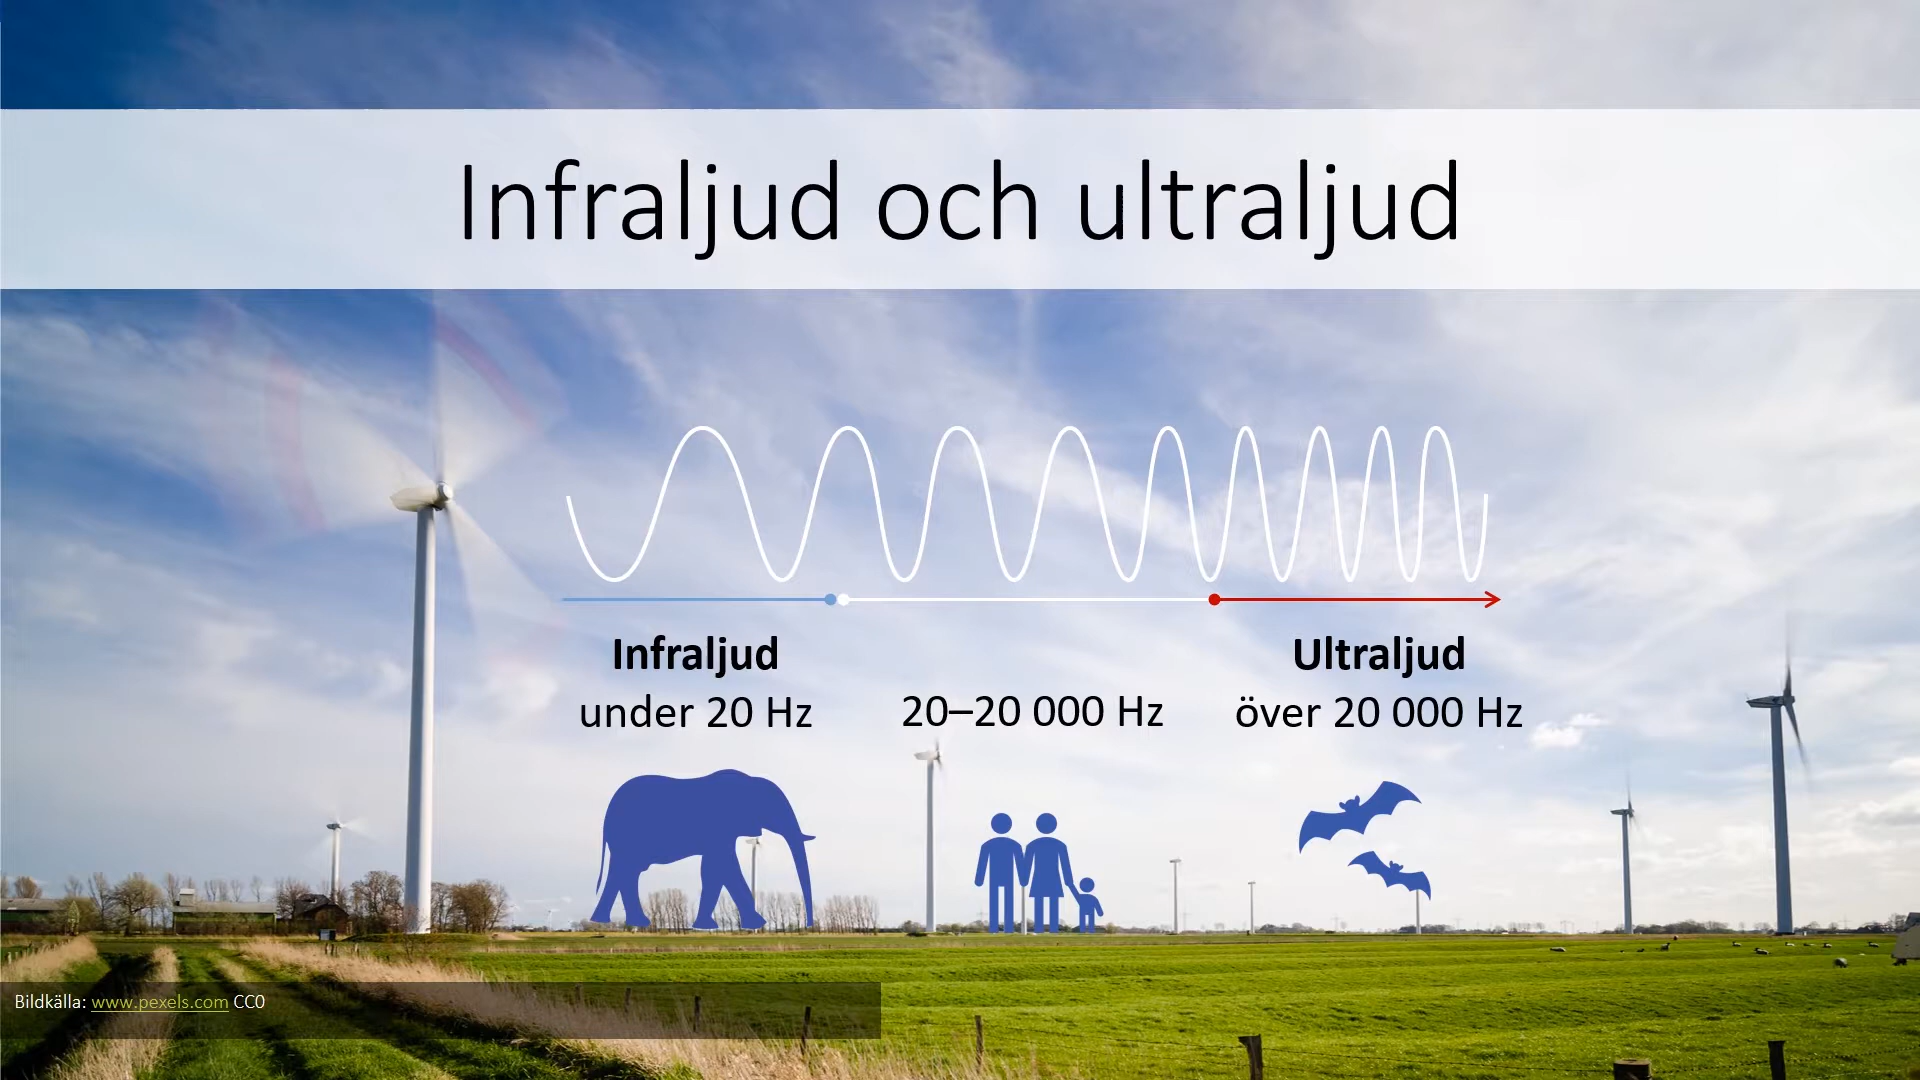 Infraljud och ultraljud
Infraljud
under 20 Hz
20–20 000 Hz
Ultraljud
över 20 000 Hz
Bildkälla: www.pexels.com CC0